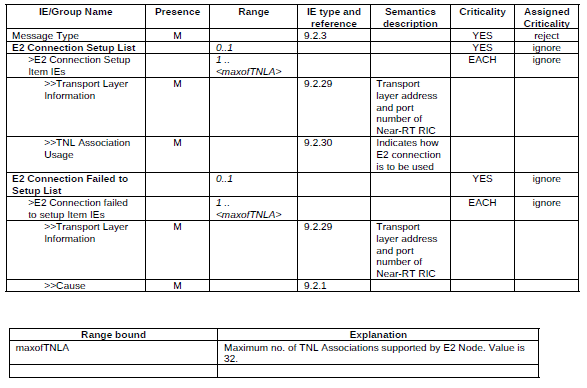 IE/Group Name Presence Range IE type and reference Semantics description Criticality Assigned Criticality
Message Type M 9.2.3 YES reject
E2 Connection Setup List 0..1 YES ignore
>E2 Connection Setup Item IEs 1 .. <maxofTNLA> EACH ignore
>>Transport Layer Information M 9.2.29 Transport layer address and port number of Near-RT RIC
>>TNL Association Usage M 9.2.30 Indicates how E2 connection is to be used
E2 Connection Failed to Setup List 0..1 YES ignore
>E2 Connection failed to setup Item IEs 1 .. <maxofTNLA> EACH ignore
>>Transport Layer Information M 9.2.29 Transport layer address and port number of Near-RT RIC
>>Cause M 9.2.1
Range bound Explanation
maxofTNLA Maximum no. of TNL Associations supported by E2 Node. Value is 32.